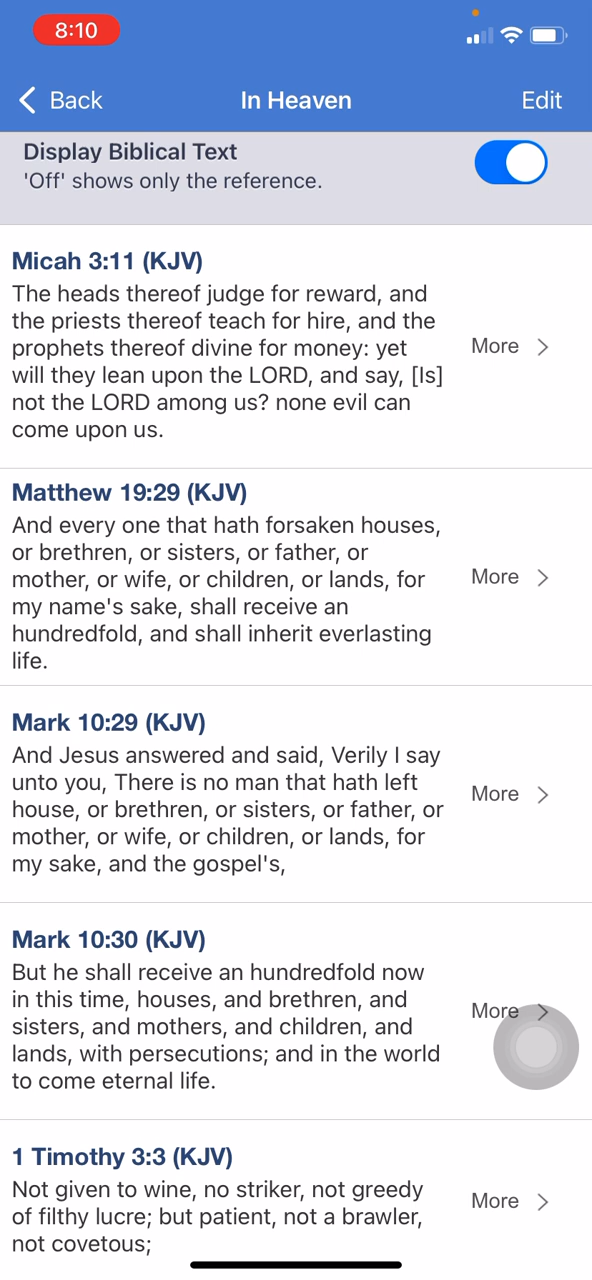 8:10
Back
In Heaven
Edit
Display Biblical Text
'Off' shows only the reference.
Micah 3:11 (KJV)
The heads thereof judge for reward, and
the priests thereof teach for hire, and the
prophets thereof divine for money: yet
will they lean upon the LORD, and say, [Is]
not the LORD among us? none evil can
come upon us.
More
Matthew 19:29 (KJV)
And every one that hath forsaken houses,
or brethren, or sisters, or father, or
mother, or wife, or children, or lands, for
my name's sake, shall receive an
hundredfold, and shall inherit everlasting
life.
More
Mark 10:29 (KJV)
And Jesus answered and said, Verily I say
unto you, There is no man that hath left
house, or brethren, or sisters, or father, or
mother, or wife, or children, or lands, for
my sake, and the gospel's,
More
Mark 10:30 (KJV)
But he shall receive an hundredfold now
in this time, houses, and brethren, and
sisters, and mothers, and children, and
lands, with persecutions; and in the world
to come eternal life.
More
1 Timothy 3:3 (KJV)
Not given to wine, no striker, not greedy
of filthy lucre; but patient, not a brawler,
not covetous;
More